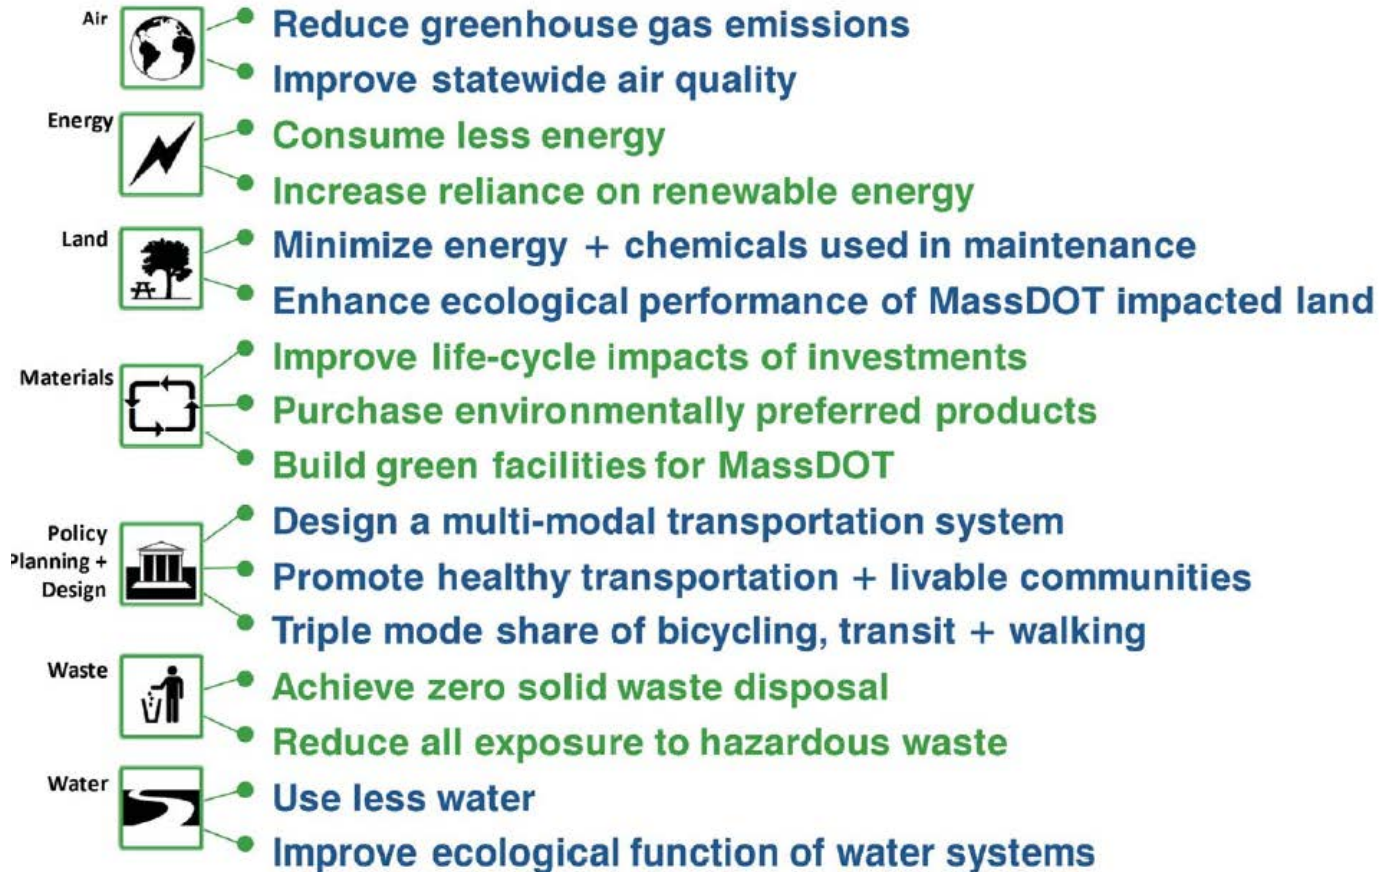 Air
Reduce greenhouse gas emissions
Improve statewide air quality
Energy
Consume less energy
Increase reliance on renewable energy
Land
Minimize energy + chemicals used in maintenance
Enhance ecological performance of MassDOT impacted land
Materials
Improve life-cycle impacts of investments
Purchase environmentally preferred products
Build green facilities for MassDOT
Policy
Planning +
Design
Design a multi-modal transportation system
Promote healthy transportation + livable communities
Triple mode share of bicycling, transit + walking
Waste
Achieve zero solid waste disposal
Reduce all exposure to hazardous waste
Water
Use less water
Improve ecological function of water systems